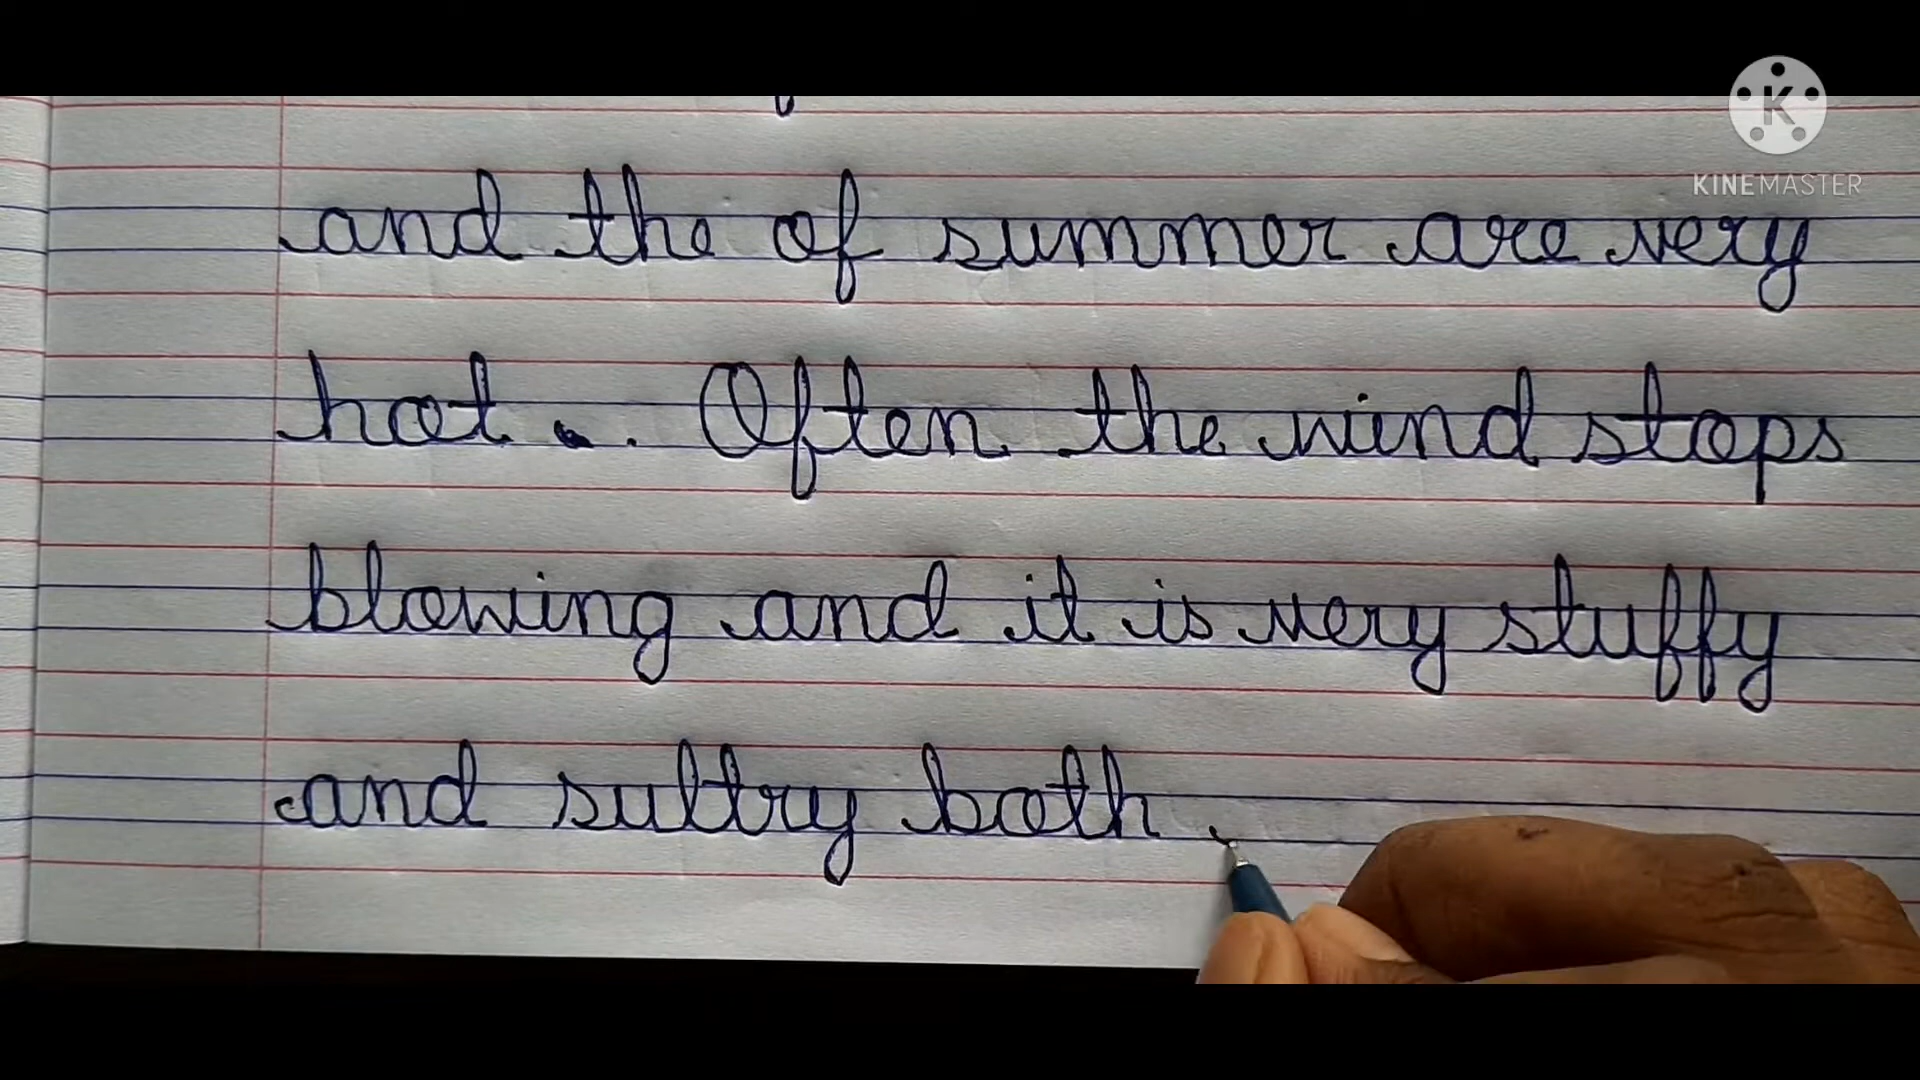 KINEMASTER
and the of summer are very
hot . Often the wind stops
blowing and it is very stuffy
and sultry both